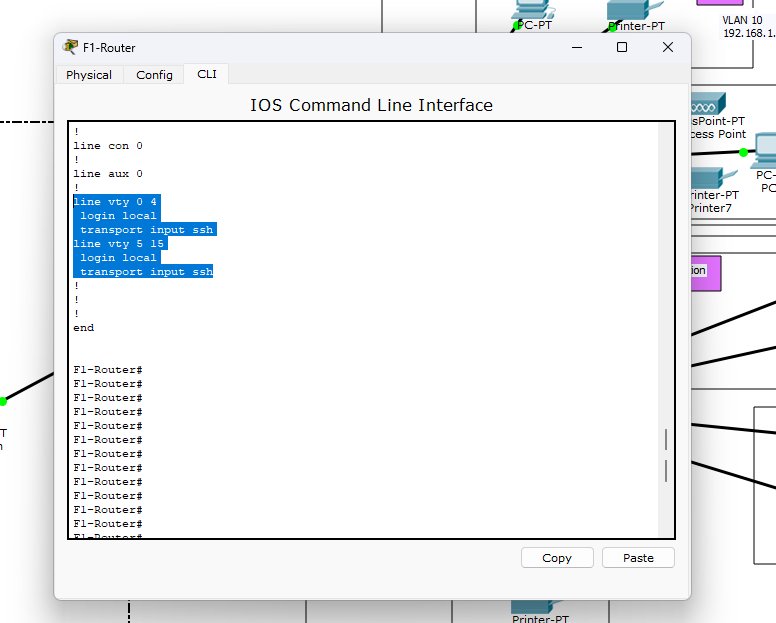 PC-PT
Printer-PT
VLAN 10
192.168.1.
F1-Router
Physical
Config
CLI
IOS Command Line Interface
!
line con 0
!
line aux 0
!
line vty 0 4
login local
transport input ssh
line vty 5 15
login local
transport input ssh
!
!
!
end
F1-Router#
F1-Router#
F1-Router#
F1-Router#
F1-Router#
F1-Router#
F1-Router#
F1-Router#
F1-Router#
F1-Router#
F1-Router#
F1-Router#
F1-Router#
Copy
Paste
ssPoint-PT
cess Point
PC-
PC
rinter-PT
Printer7
ion
T
Printer-PT